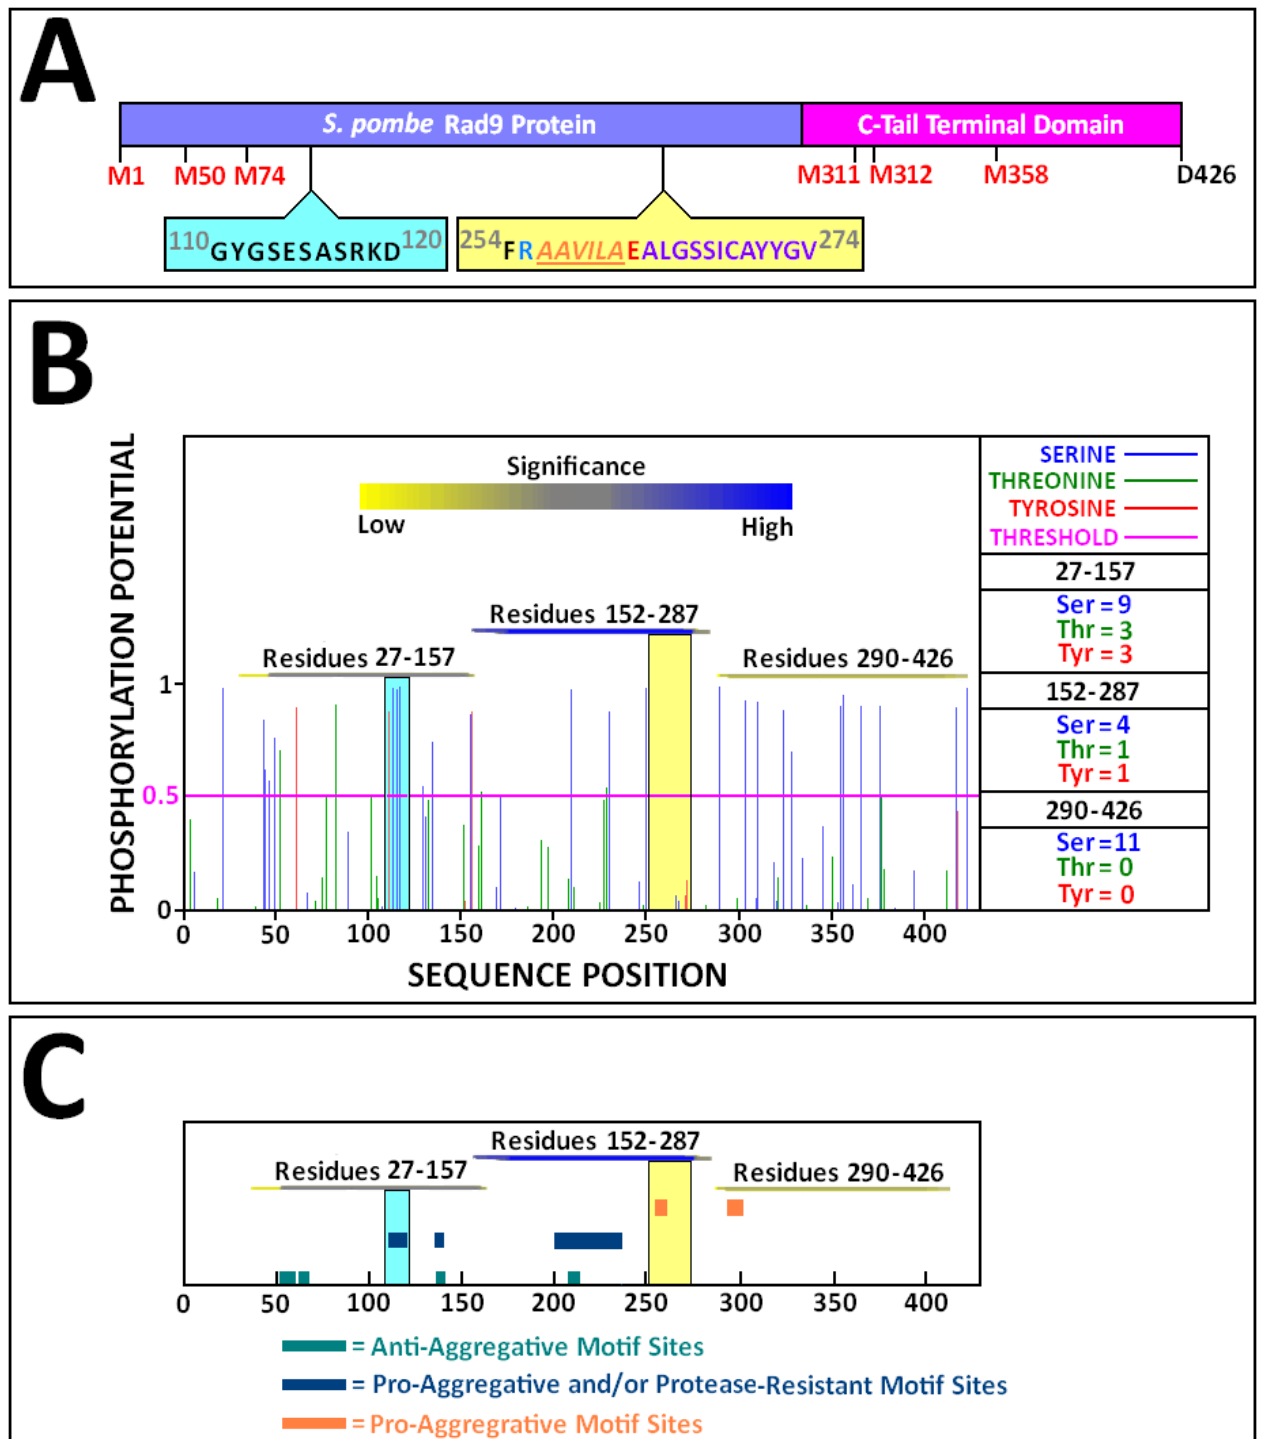 A
S. pombe Rad9 Protein C-Tail Terminal Domain
M1 M50 M74 M311 M312 M358 D426
110GYGSESASRKD120 254FRAAVILAEALGSSICAYYGV274
B
PHOSPHORYLATION POTENTIAL
Significance
Low High
SERINE
THREONINE
TYROSINE
THRESHOLD
27-157
Ser = 9
Thr = 3
Tyr = 3
152-287
Ser = 4
Thr = 1
Tyr = 1
290-426
Ser = 11
Thr = 0
Tyr = 0
Residues 152-287
Residues 27-157 Residues 290-426
1
0.5
0
0 50 100 150 200 250 300 350 400
SEQUENCE POSITION
C
Residues 152-287
Residues 27-157 Residues 290-426
0 50 100 150 200 250 300 350 400
= Anti-Aggregative Motif Sites
= Pro-Aggregative and/or Protease-Resistant Motif Sites
= Pro-Aggregrative Motif Sites